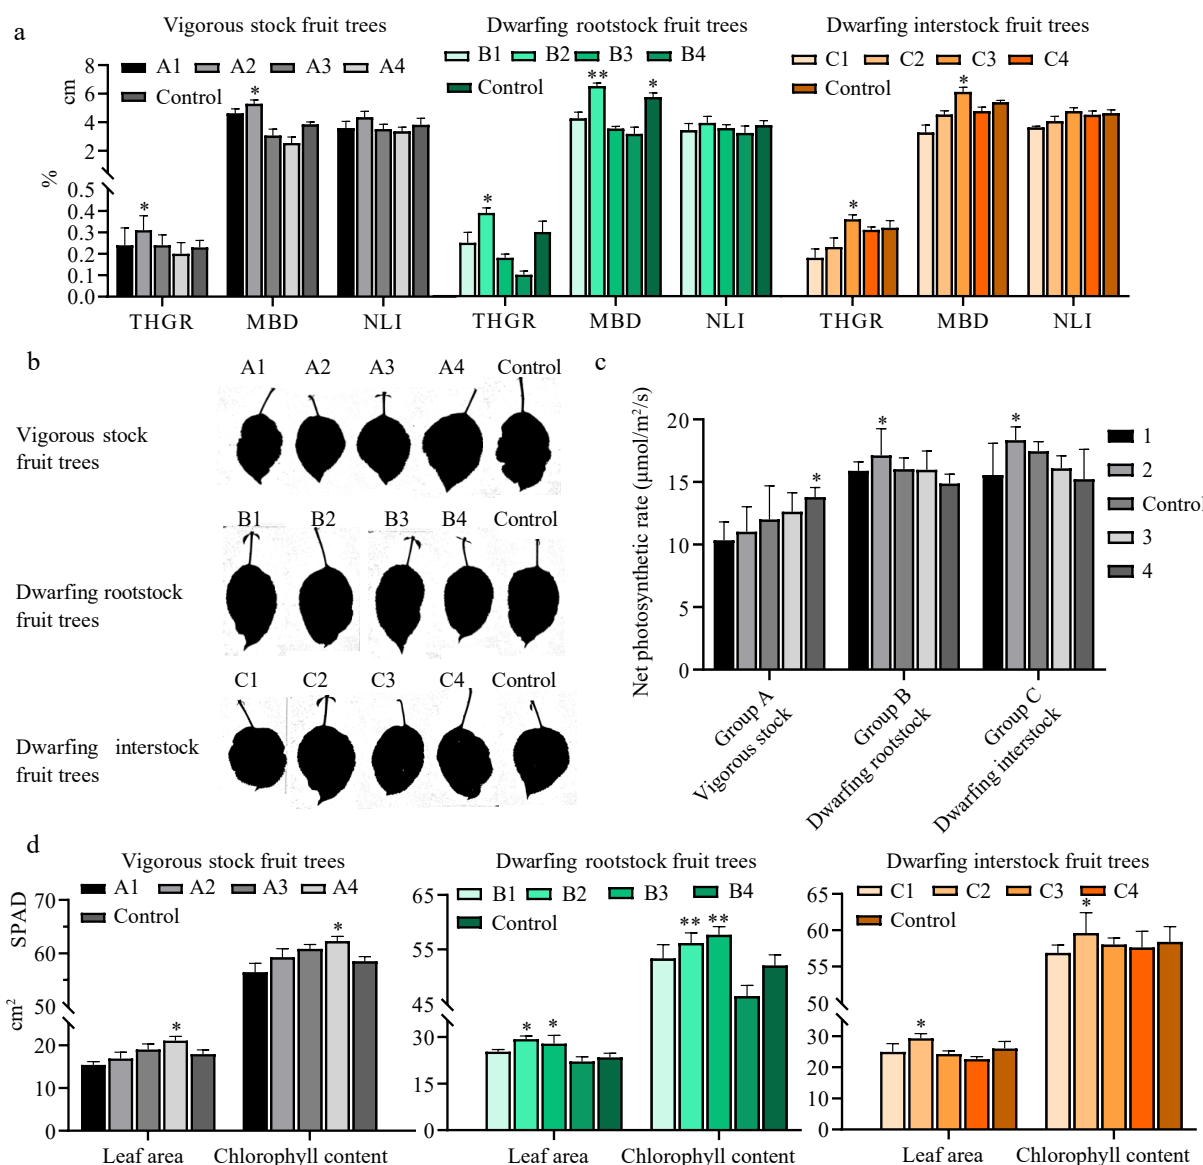 a
Vigorous stock fruit trees
A1 A2 A3 A4
Control
Dwarfing rootstock fruit trees
B1 B2 B3 B4
Control
Dwarfing interstock fruit trees
C1 C2 C3 C4
Control
cm
%
8
6
4
2
0.5
0.4
0.3
0.2
0.1
0.0
* *
* ** *
* *
THGR MBD NLI THGR MBD NLI THGR MBD NLI
b
A1 A2 A3 A4 Control
Vigorous stock
fruit trees
B1 B2 B3 B4 Control
Dwarfing rootstock
fruit trees
C1 C2 C3 C4 Control
Dwarfing interstock
fruit trees
c
Net photosynthetic rate (μmol/m²/s)
20
15
10
5
0
* * *
1
2
Control
3
4
Group A
Vigorous stock
Group B
Dwarfing rootstock
Group C
Dwarfing interstock
d
Vigorous stock fruit trees
A1 A2 A3 A4
Control
SPAD
cm²
70
60
50
20
10
0
* *
Leaf area Chlorophyll content
Dwarfing rootstock fruit trees
B1 B2 B3 B4
Control
65
55
45
30
15
0
* * ** **
Leaf area Chlorophyll content
Dwarfing interstock fruit trees
C1 C2 C3 C4
Control
65
60
55
50
30
20
10
0
* *
Leaf area Chlorophyll content